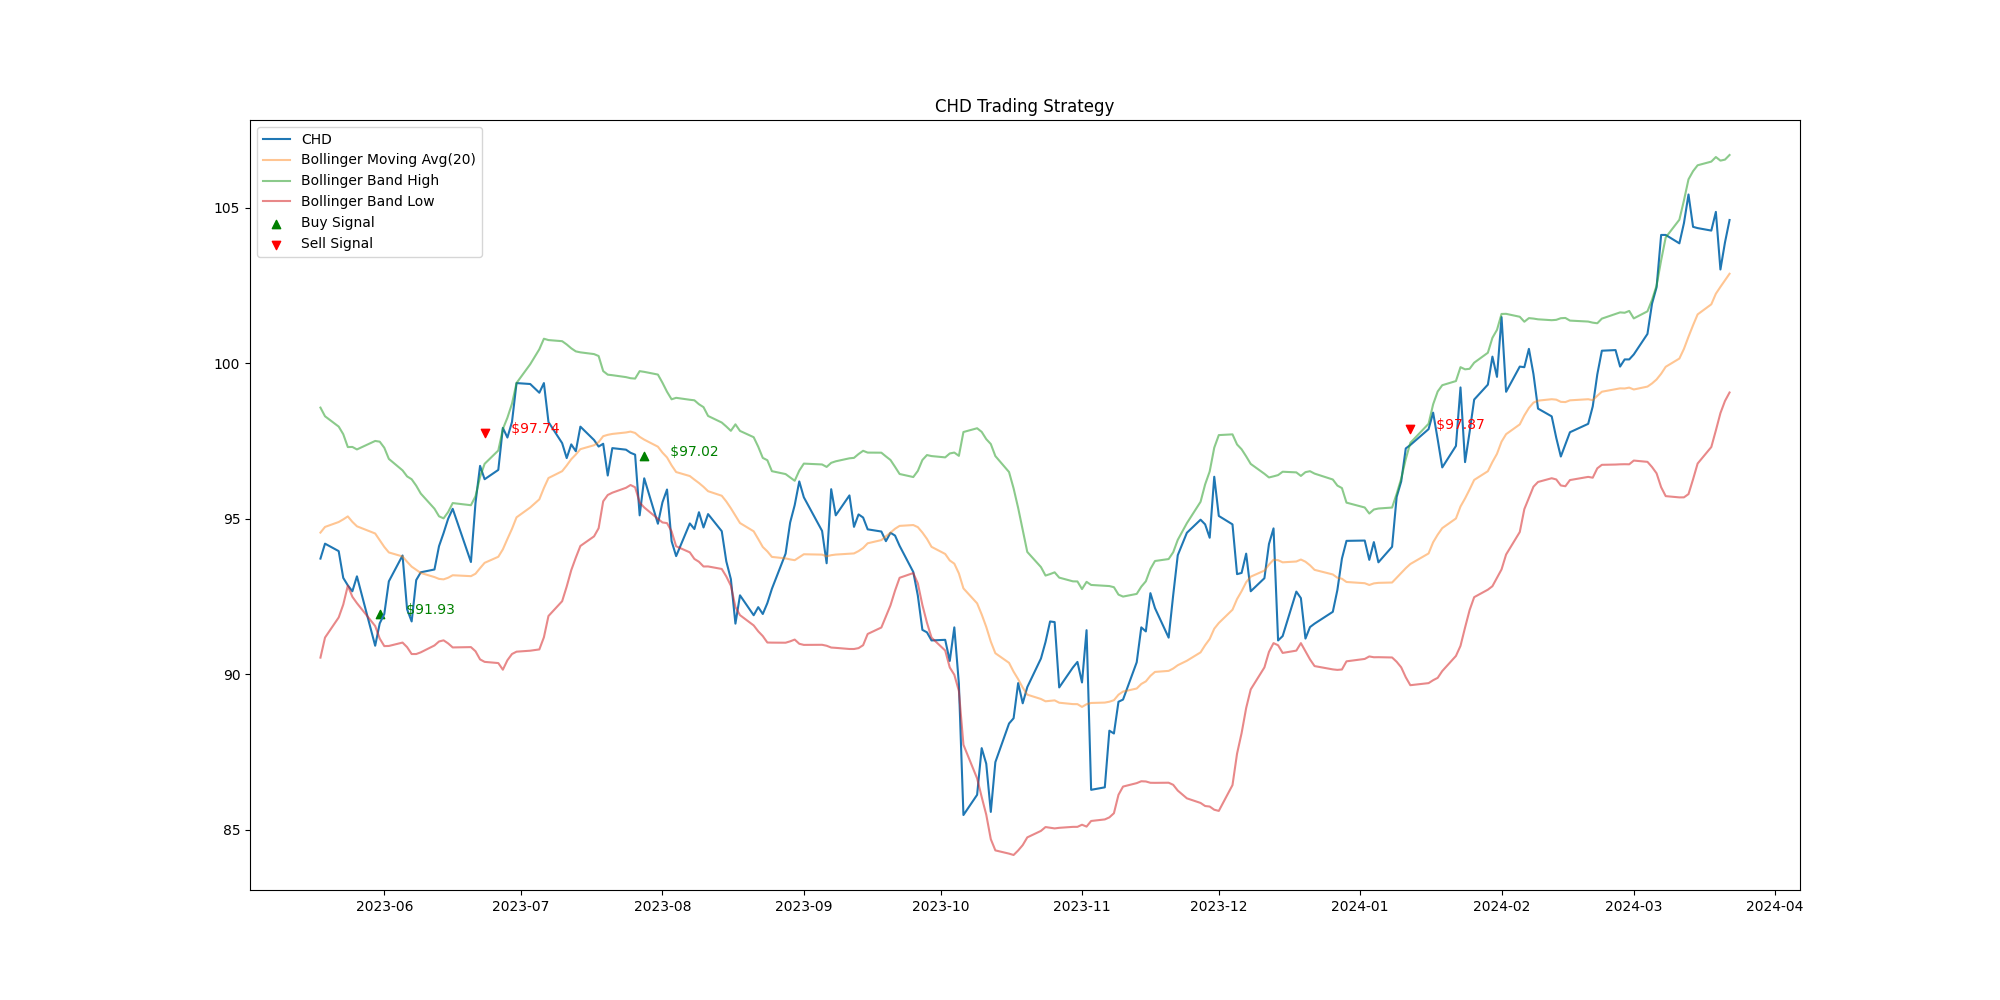 CHD Trading Strategy
CHD
Bollinger Moving Avg(20)
Bollinger Band High
Bollinger Band Low
Buy Signal
Sell Signal
105
100
95
90
85
$97.74
$97.02
$97.87
$91.93
2023-06
2023-07
2023-08
2023-09
2023-10
2023-11
2023-12
2024-01
2024-02
2024-03
2024-04